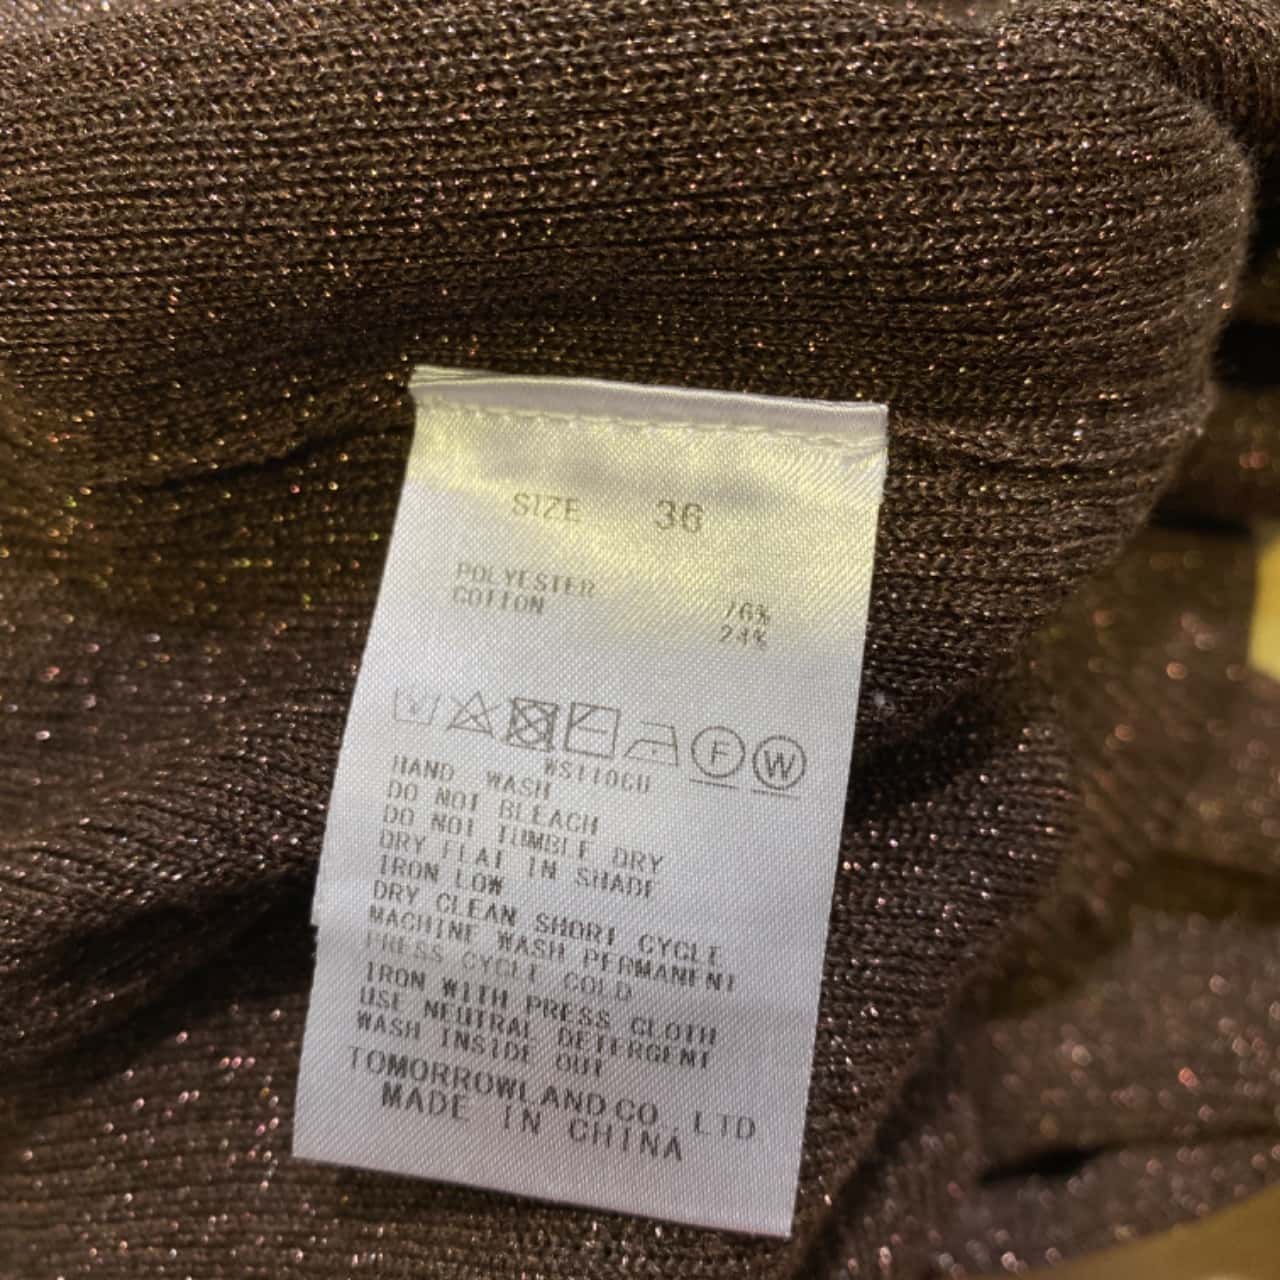 SIZE 36
POLYESTER 76%
COTTON 24%
F W
HAND WASH
DO NOT BLEACH
DO NOT TUMBLE DRY
DRY FLAT IN SHADE
IRON LOW
DRY CLEAN SHORT CYCLE
MACHINE WASH PERMANENT
PRESS CYCLE COLD
IRON WITH PRESS CLOTH
USE NEUTRAL DETERGENT
WASH INSIDE OUT
TOMORROWLAND CO., LTD.
MADE IN CHINA